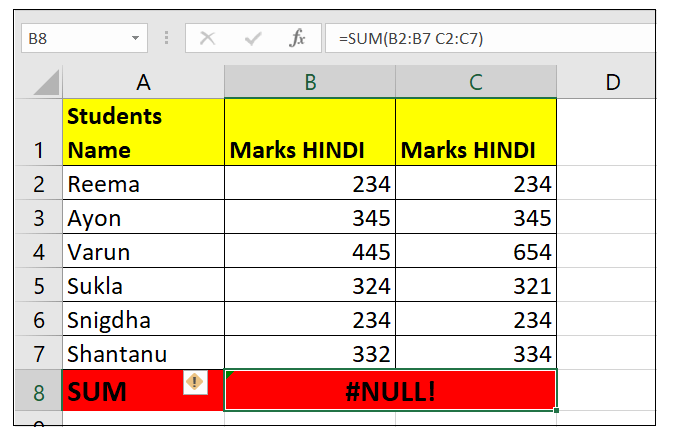 B8 fx =SUM(B2:B7 C2:C7)
A B C D
Students
1 Name Marks HINDI Marks HINDI
2 Reema 234 234
3 Ayon 345 345
4 Varun 445 654
5 Sukla 324 321
6 Snigdha 234 234
7 Shantanu 332 334
8 SUM ! #NULL!